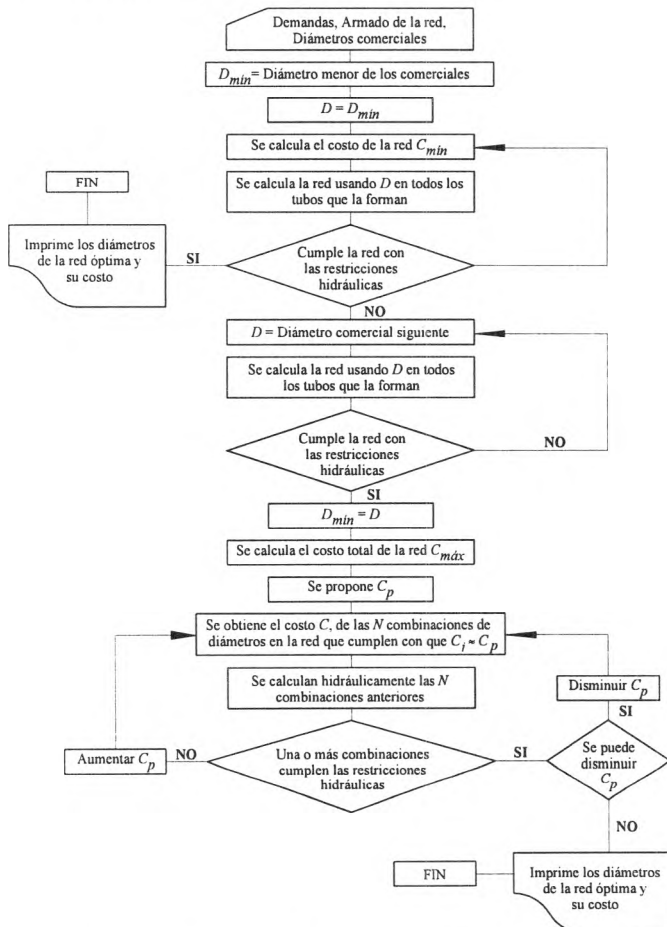 Demandas, Armado de la red,
Diámetros comerciales
D_mín = Diámetro menor de los comerciales
D = D_mín
Se calcula el costo de la red C_mín
Se calcula la red usando D en todos los
tubos que la forman
FIN
Imprime los diámetros
de la red óptima y
su costo
SI
Cumple la red con
las restricciones
hidráulicas
NO
D = Diámetro comercial siguiente
Se calcula la red usando D en todos
los tubos que la forman
Cumple la red con
las restricciones
hidráulicas
NO
SI
D_mín = D
Se calcula el costo total de la red C_máx
Se propone C_p
Se obtiene el costo C, de las N combinaciones de
diámetros en la red que cumplen con que C_i ≈ C_p
Se calculan hidráulicamente las N
combinaciones anteriores
Disminuir C_p
SI
Aumentar C_p
NO
Una o más combinaciones
cumplen las restricciones
hidráulicas
SI
Se puede
disminuir
C_p
NO
FIN
Imprime los diámetros
de la red óptima y
su costo